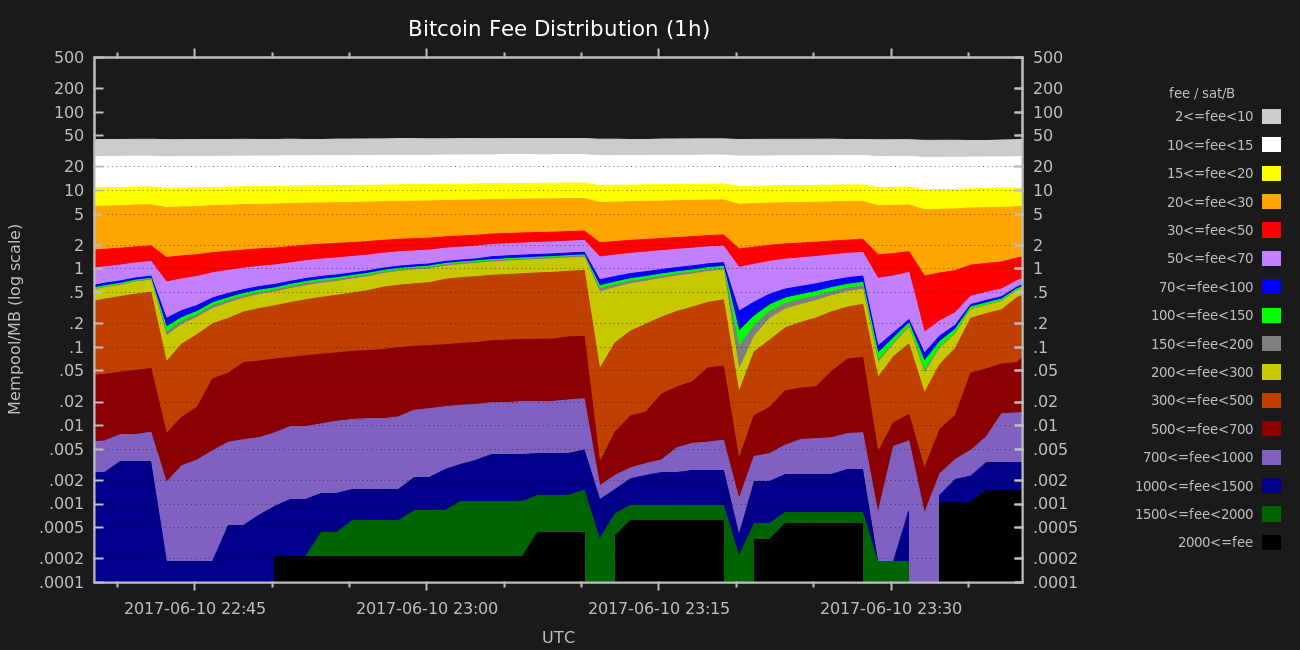 Bitcoin Fee Distribution (1h)
Mempool/MB (log scale)
500
200
100
50
20
10
5
2
1
.5
.2
.1
.05
.02
.01
.005
.002
.001
.0005
.0002
.0001
500
200
100
50
20
10
5
2
1
.5
.2
.1
.05
.02
.01
.005
.002
.001
.0005
.0002
.0001
2017-06-10 22:45
2017-06-10 23:00
2017-06-10 23:15
2017-06-10 23:30
UTC
fee / sat/B
2<=fee<10
10<=fee<15
15<=fee<20
20<=fee<30
30<=fee<50
50<=fee<70
70<=fee<100
100<=fee<150
150<=fee<200
200<=fee<300
300<=fee<500
500<=fee<700
700<=fee<1000
1000<=fee<1500
1500<=fee<2000
2000<=fee